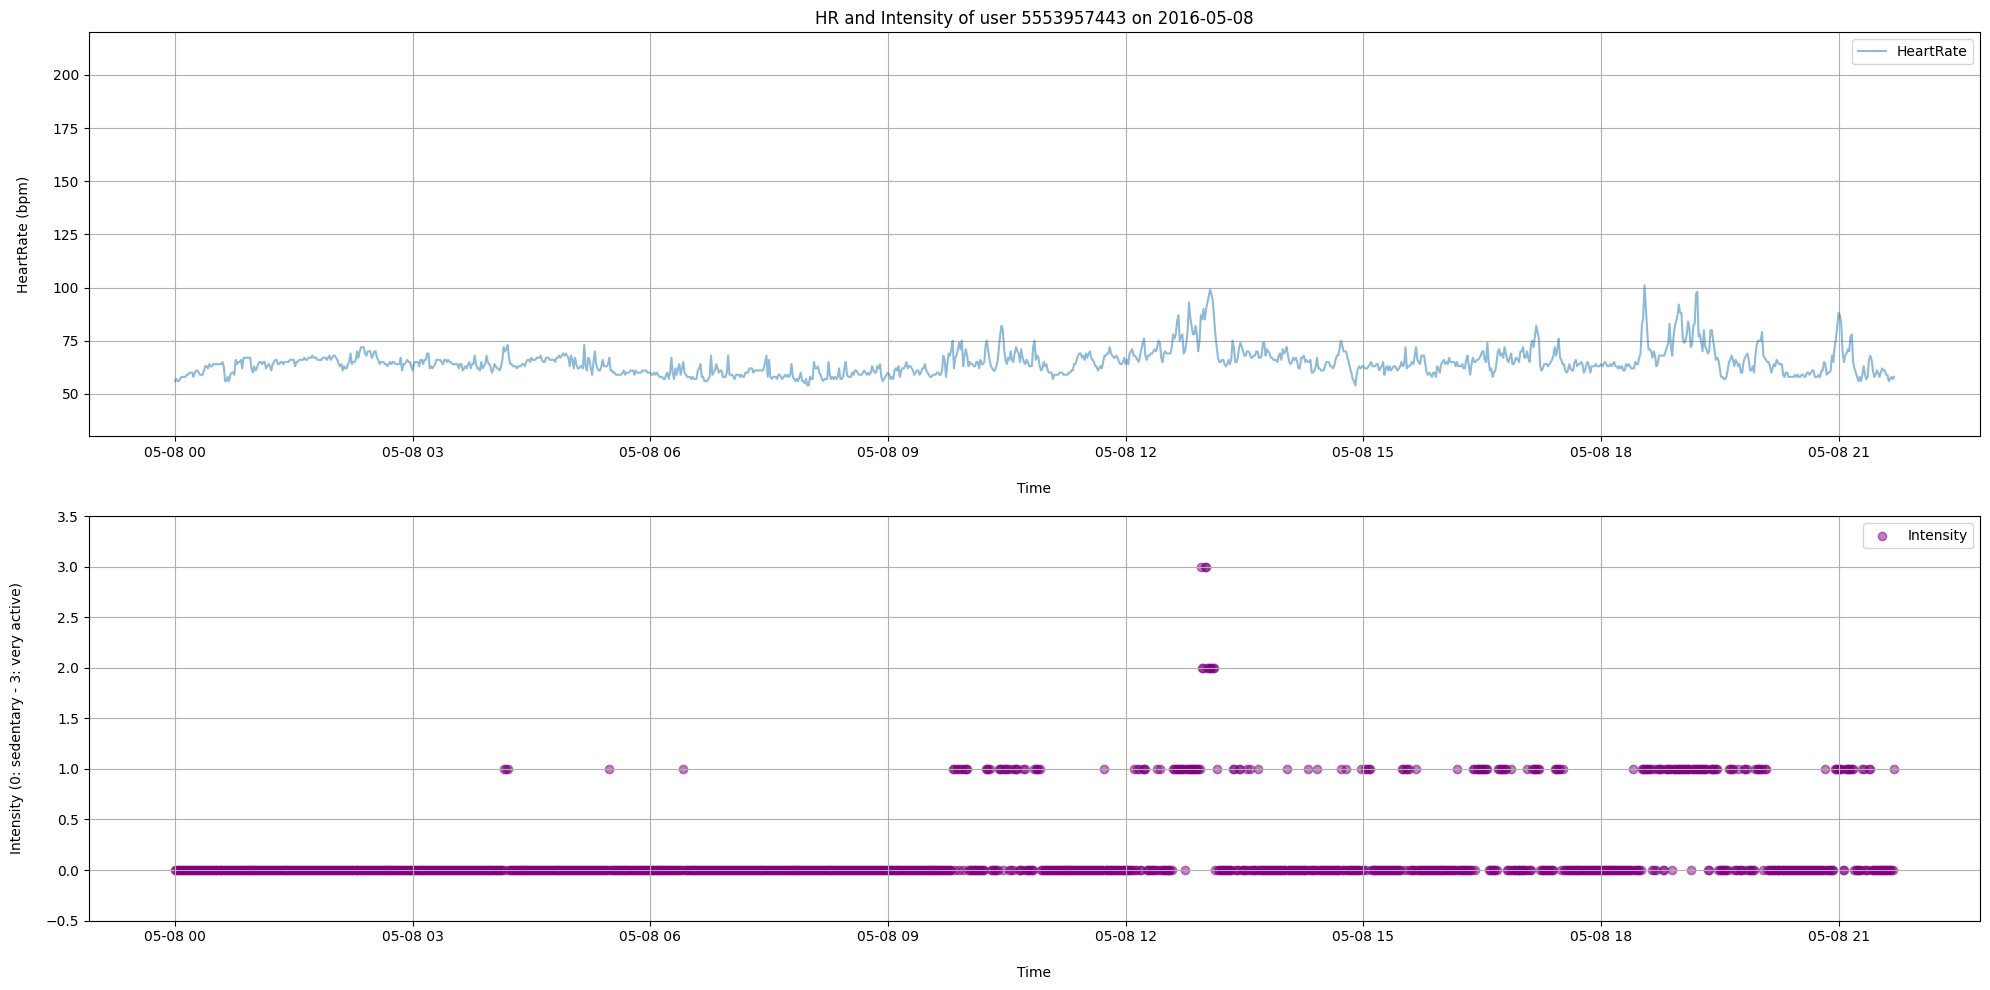 HR and Intensity of user 5553957443 on 2016-05-08
HeartRate
200
175
150
125
100
75
50
HeartRate (bpm)
05-08 00 05-08 03 05-08 06 05-08 09 05-08 12 05-08 15 05-08 18 05-08 21
Time
Intensity
3.5
3.0
2.5
2.0
1.5
1.0
0.5
0.0
−0.5
Intensity (0: sedentary - 3: very active)
05-08 00 05-08 03 05-08 06 05-08 09 05-08 12 05-08 15 05-08 18 05-08 21
Time